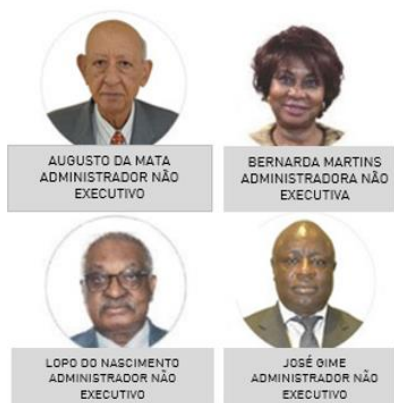 AUGUSTO DA MATA
ADMINISTRADOR NÃO
EXECUTIVO
BERNARDA MARTINS
ADMINISTRADORA NÃO
EXECUTIVA
LOPO DO NASCIMENTO
ADMINISTRADOR NÃO
EXECUTIVO
JOSÉ GIME
ADMINISTRADOR NÃO
EXECUTIVO